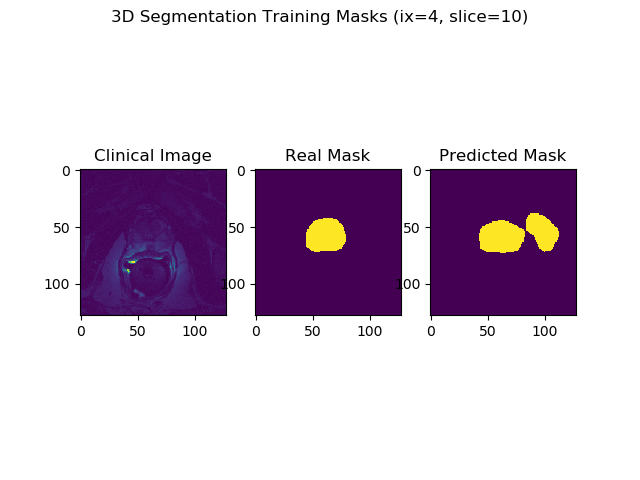 3D Segmentation Training Masks (ix=4, slice=10)
Clinical Image Real Mask Predicted Mask
0 0 0
50 50 50
100 100 100
0 50 100 0 50 100 0 50 100